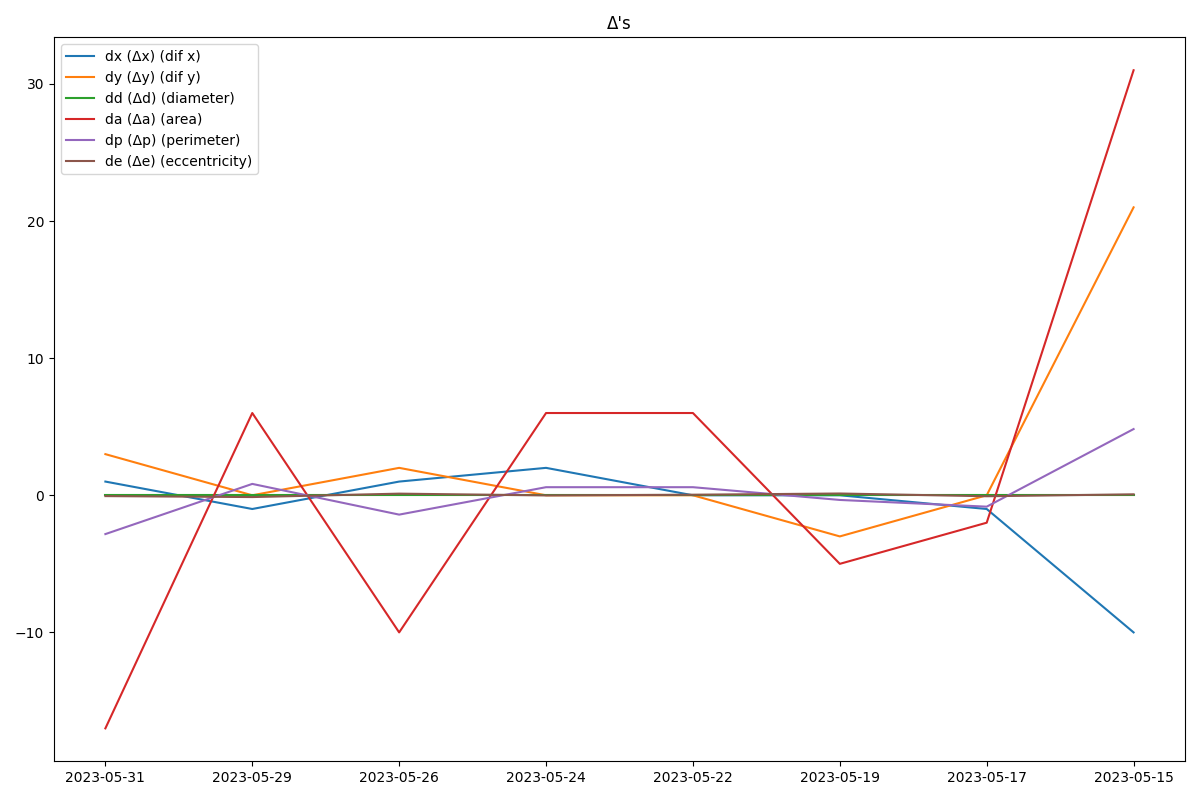 Δ's
dx (Δx) (dif x)
dy (Δy) (dif y)
dd (Δd) (diameter)
da (Δa) (area)
dp (Δp) (perimeter)
de (Δe) (eccentricity)
30
20
10
0
−10
2023-05-31 2023-05-29 2023-05-26 2023-05-24 2023-05-22 2023-05-19 2023-05-17 2023-05-15